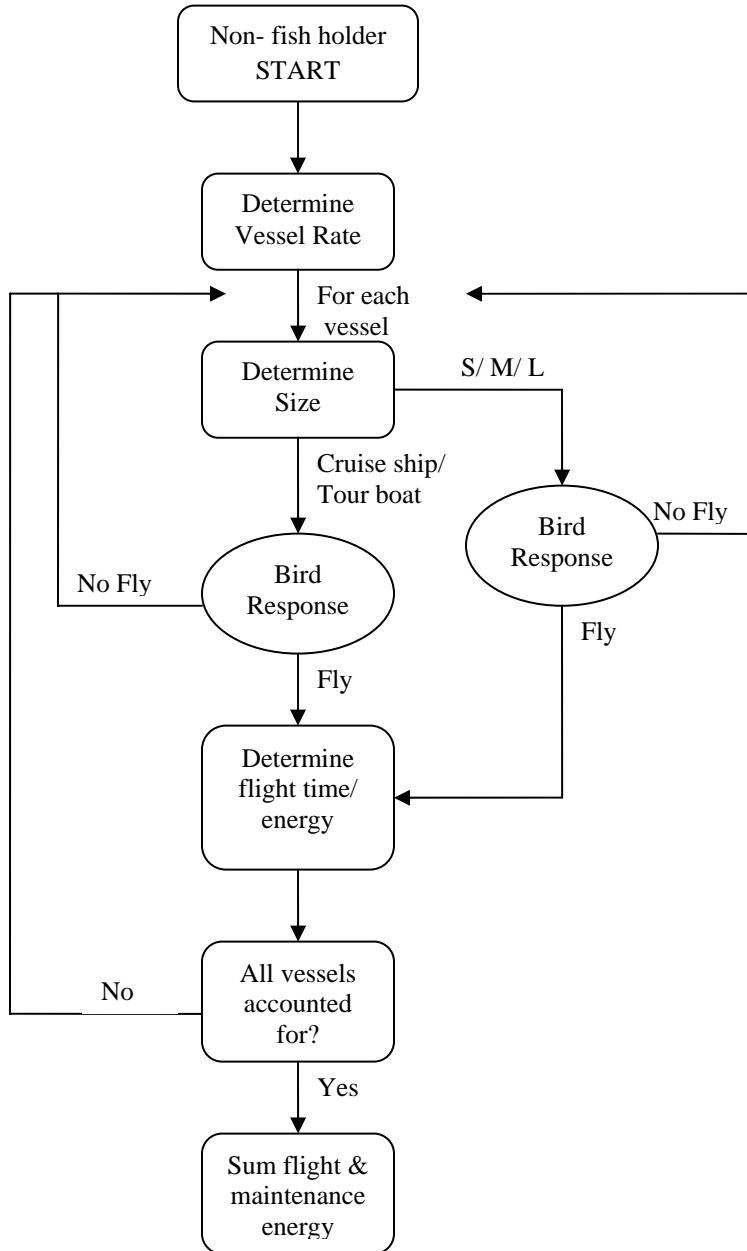 Non- fish holder
START
Determine
Vessel Rate
For each
vessel
Determine
Size
S/ M/ L
Cruise ship/
Tour boat
Bird
Response
No Fly
Bird
Response
No Fly
Fly
Fly
Determine
flight time/
energy
All vessels
accounted
for?
No
Yes
Sum flight &
maintenance
energy